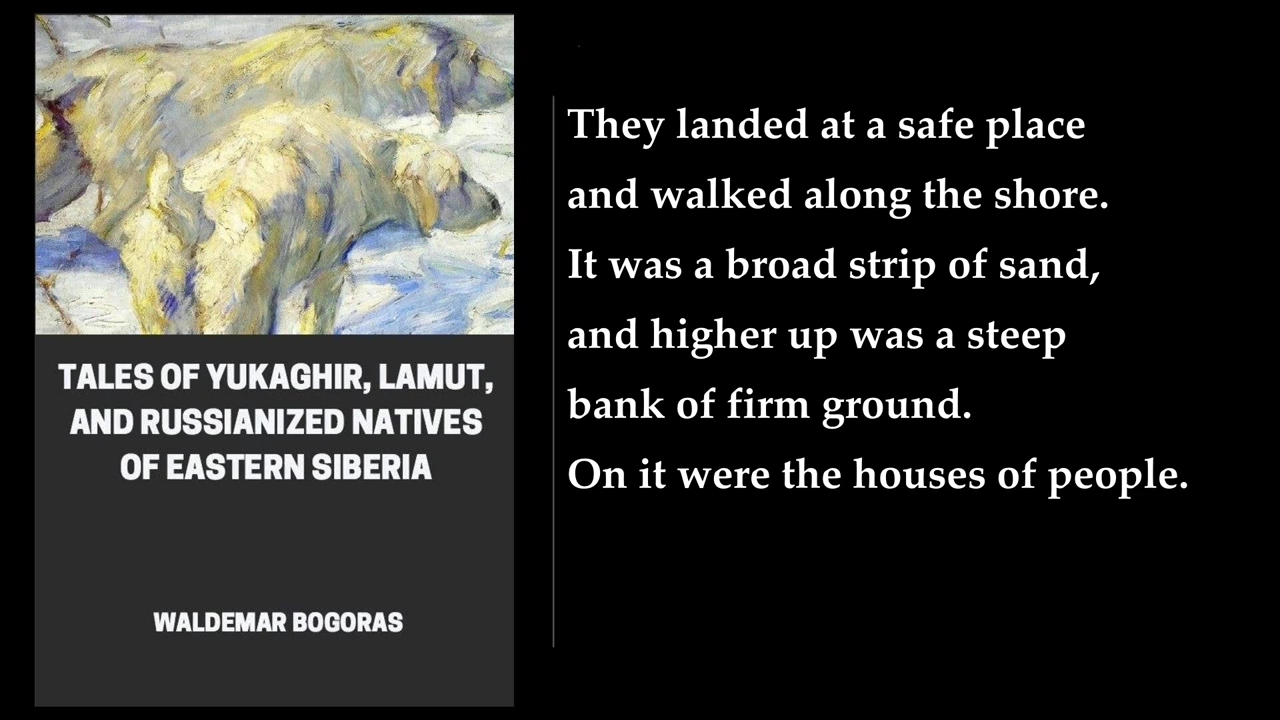 TALES OF YUKAGHIR, LAMUT,
AND RUSSIANIZED NATIVES
OF EASTERN SIBERIA
WALDEMAR BOGORAS
They landed at a safe place
and walked along the shore.
It was a broad strip of sand,
and higher up was a steep
bank of firm ground.
On it were the houses of people.